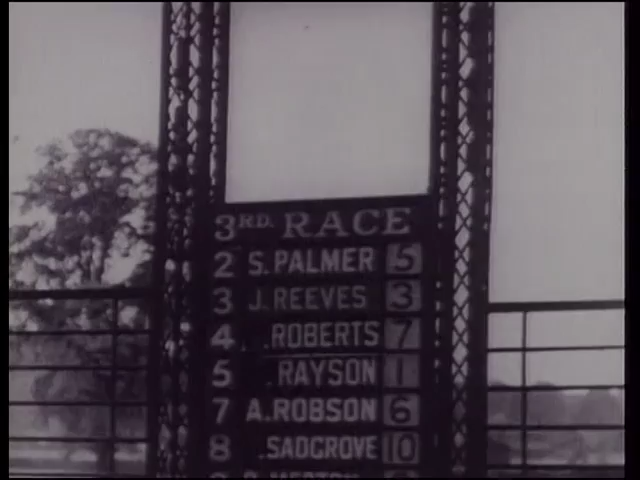 3RD. RACE
2 S. PALMER 5
3 J. REEVES 3
4 . ROBERTS 7
5 . RAYSON 1
7 A. ROBSON 6
8 . SADGROVE 10